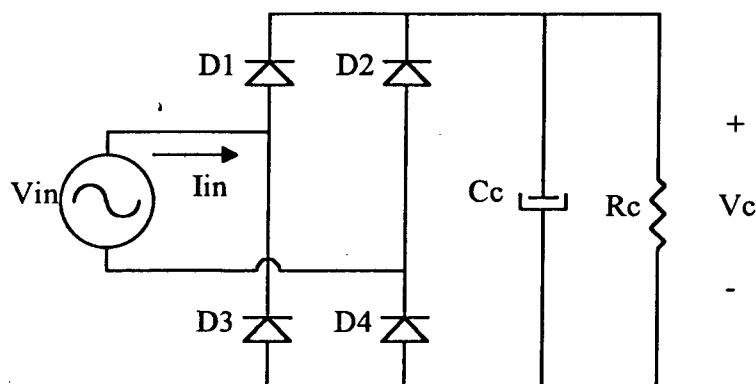 D1
D2
+
Vin
Iin
Cc
Rc
Vc
-
D3
D4